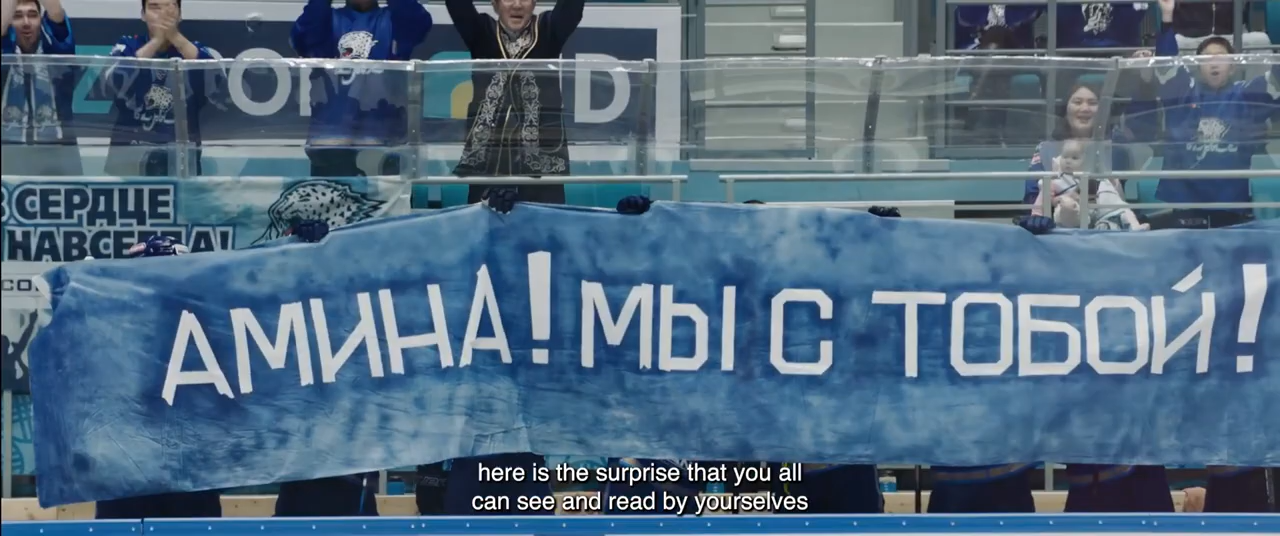 СЕРДЦЕ
НАВСЕГДА!
АМИНА! МЫ С ТОБОЙ!
here is the surprise that you all
can see and read by yourselves